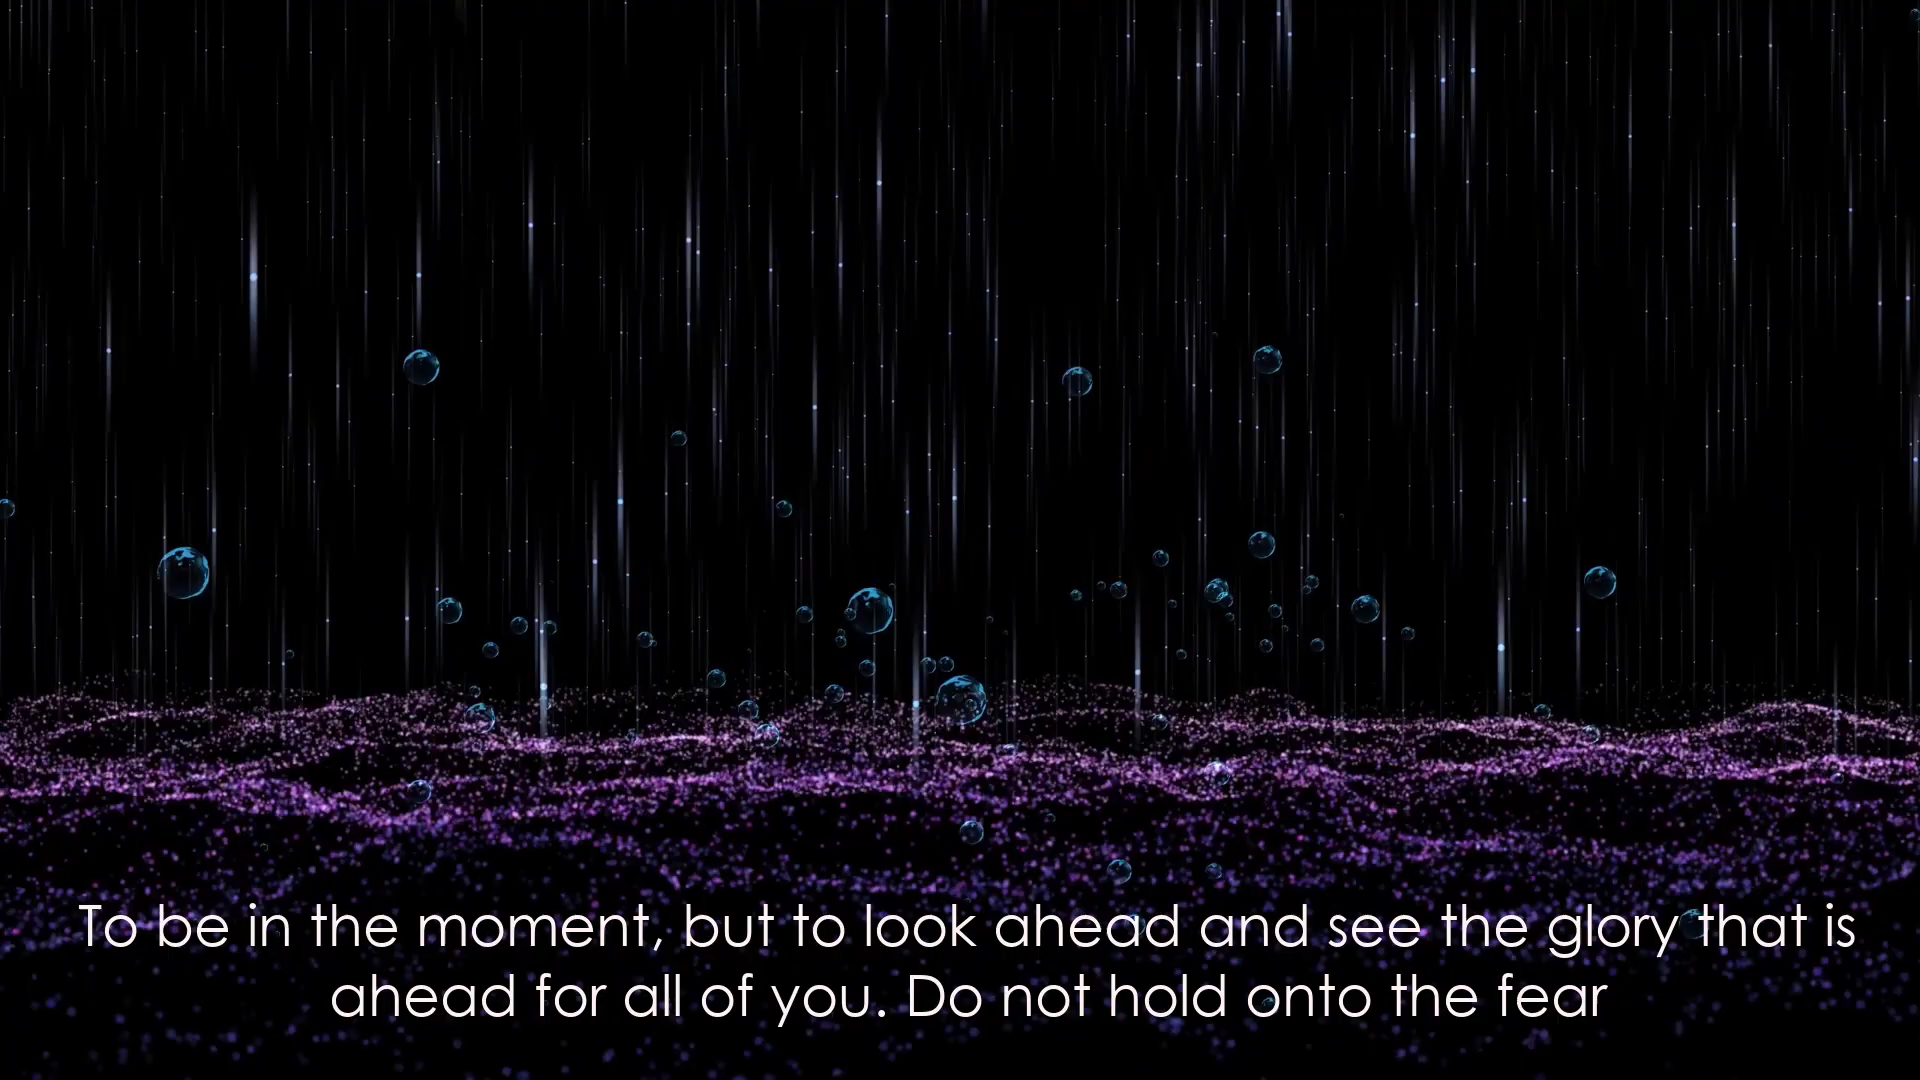 To be in the moment, but to look ahead and see the glory that is
ahead for all of you. Do not hold onto the fear